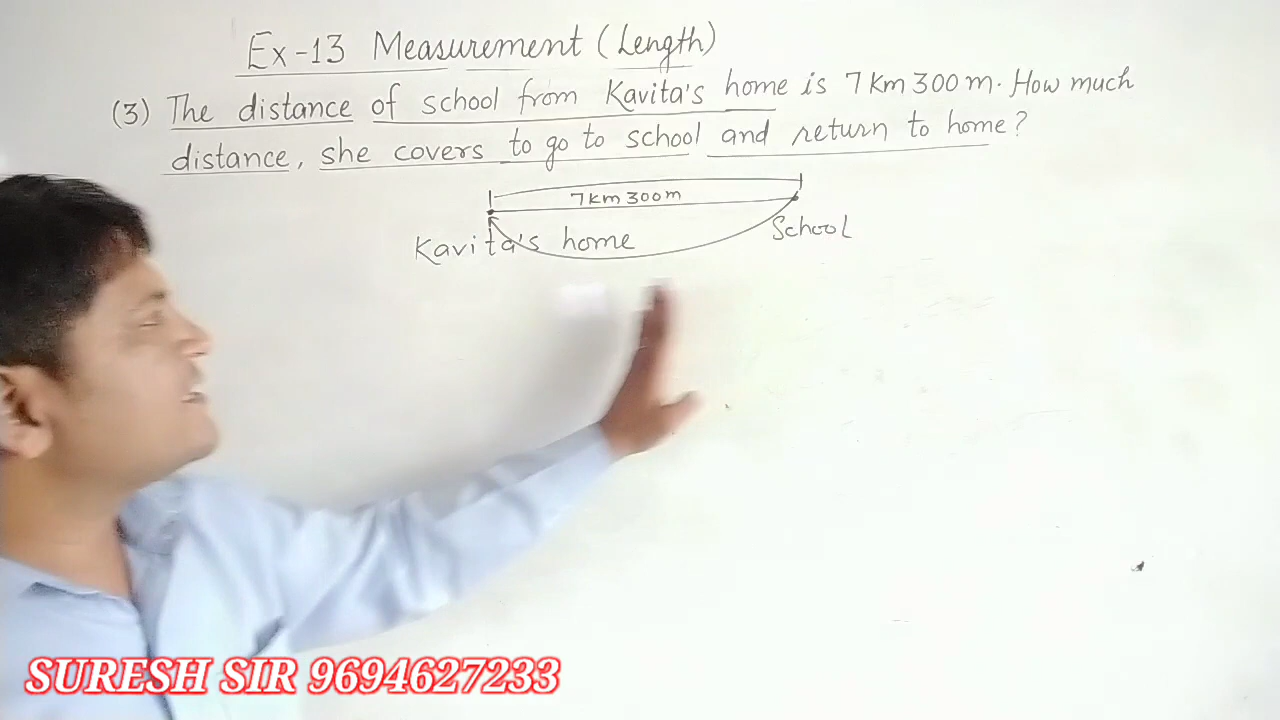 Ex-13 Measurement (Length)
(3) The distance of school from Kavita's home is 7 Km 300 m. How much
distance, she covers to go to school and return to home?
7 km 300 m
Kavita's home
School
SURESH SIR 9694627233